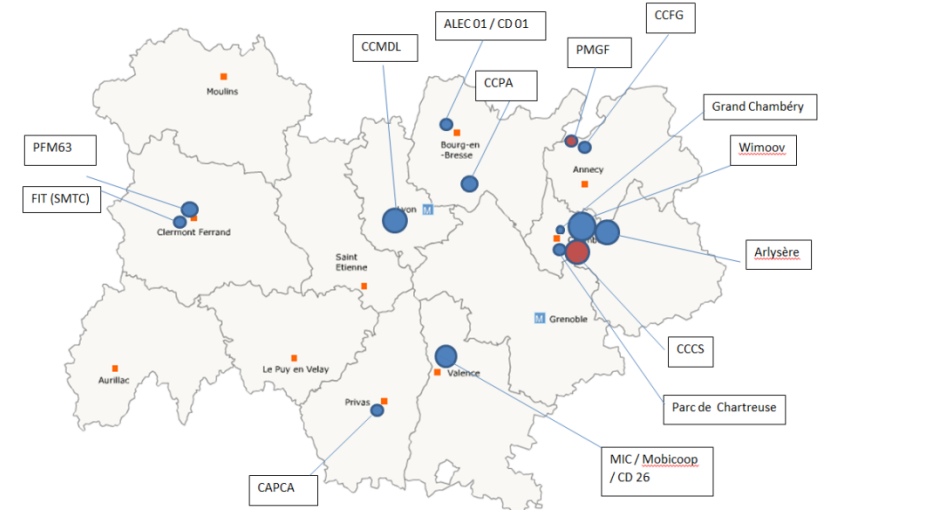 CCFG
ALEC 01 / CD 01
CCMDL
PMGF
CCPA
Moulins
Grand Chambéry
PFM63
Bourg-en
-Bresse
Wimoov
Annecy
FIT (SMTC)
M
Clermont Ferrand
Arlysère
Saint
Etienne
M Grenoble
CCCS
Le Puy en Velay
Valence
Aurillac
Privas
Parc de Chartreuse
MIC / Mobicoop
/ CD 26
CAPCA